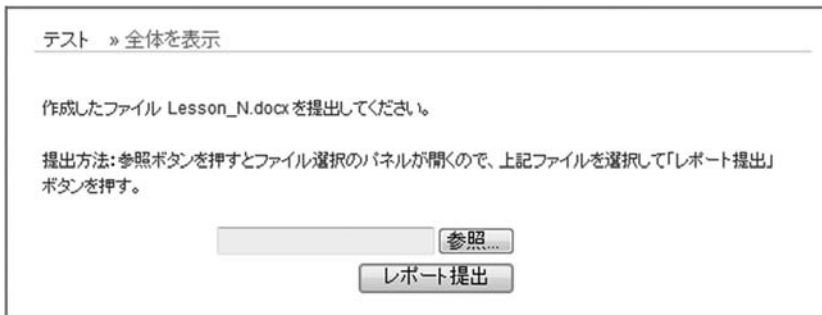 テスト » 全体を表示
作成したファイル Lesson_N.docxを提出してください。
提出方法:参照ボタンを押すとファイル選択のパネルが開くので、上記ファイルを選択して「レポート提出」
ボタンを押す。
参照...
レポート提出